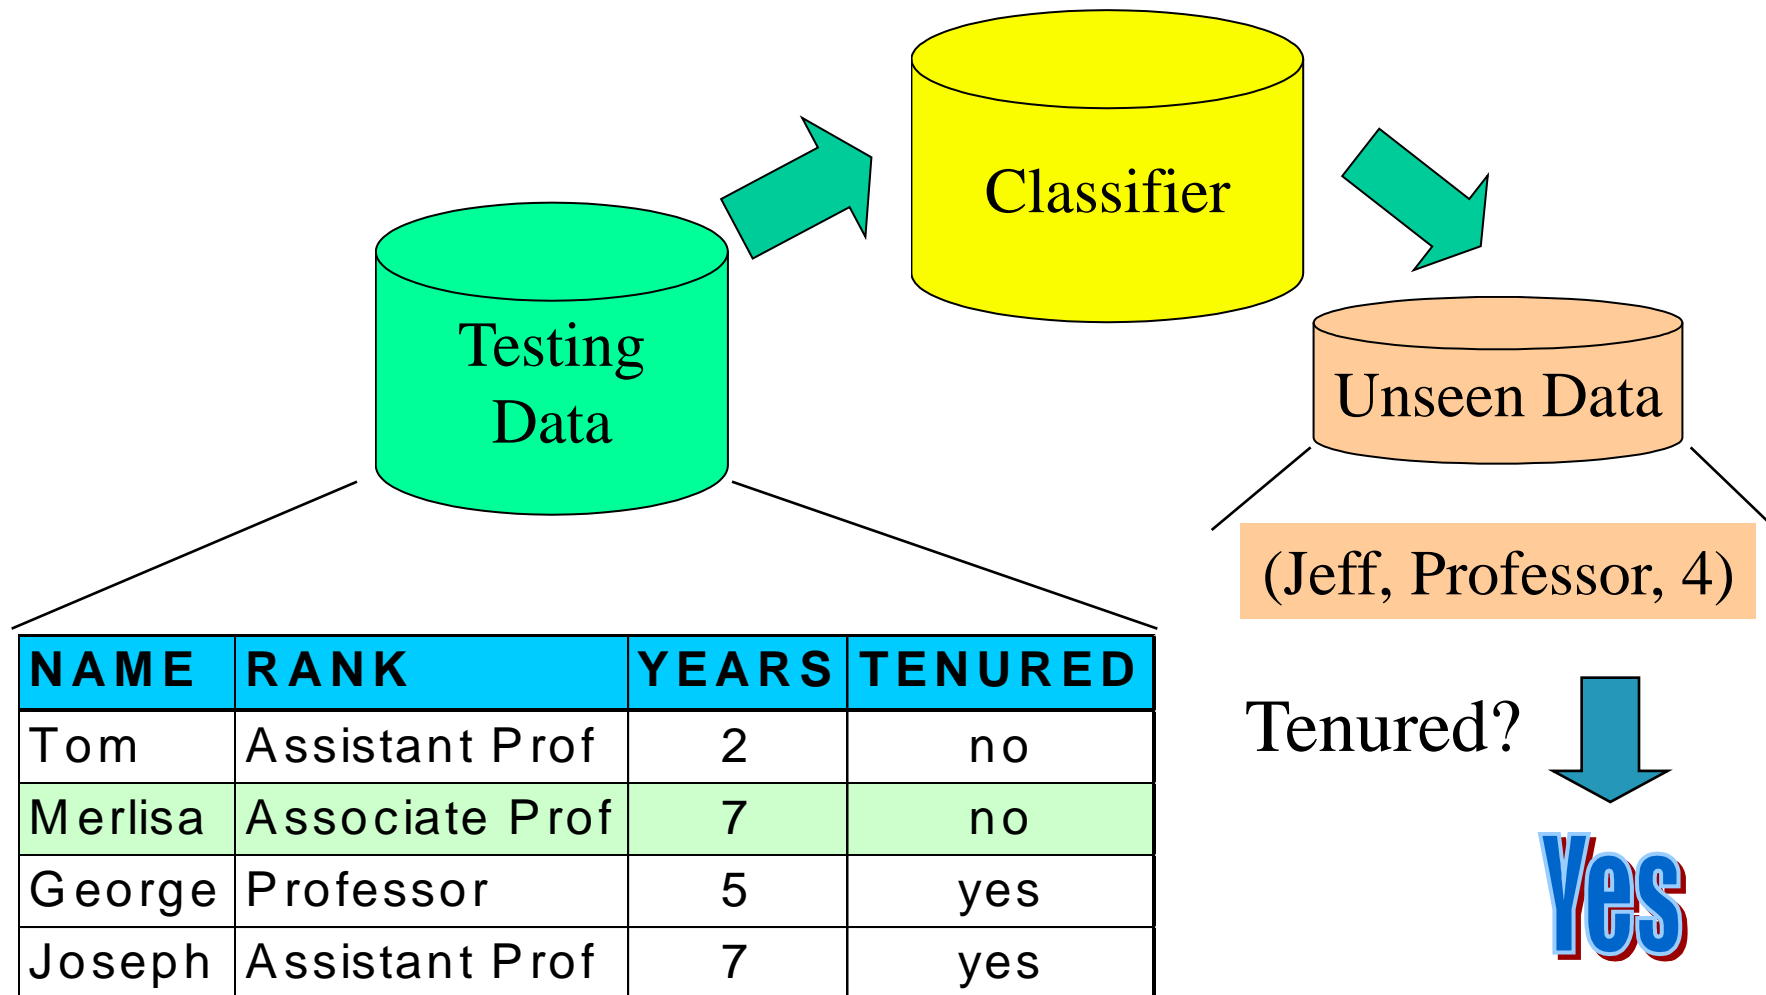 Classifier
Testing
Data
Unseen Data
(Jeff, Professor, 4)
NAME RANK YEARS TENURED
Tom Assistant Prof 2 no
Merlisa Associate Prof 7 no
George Professor 5 yes
Joseph Assistant Prof 7 yes
Tenured?
Yes